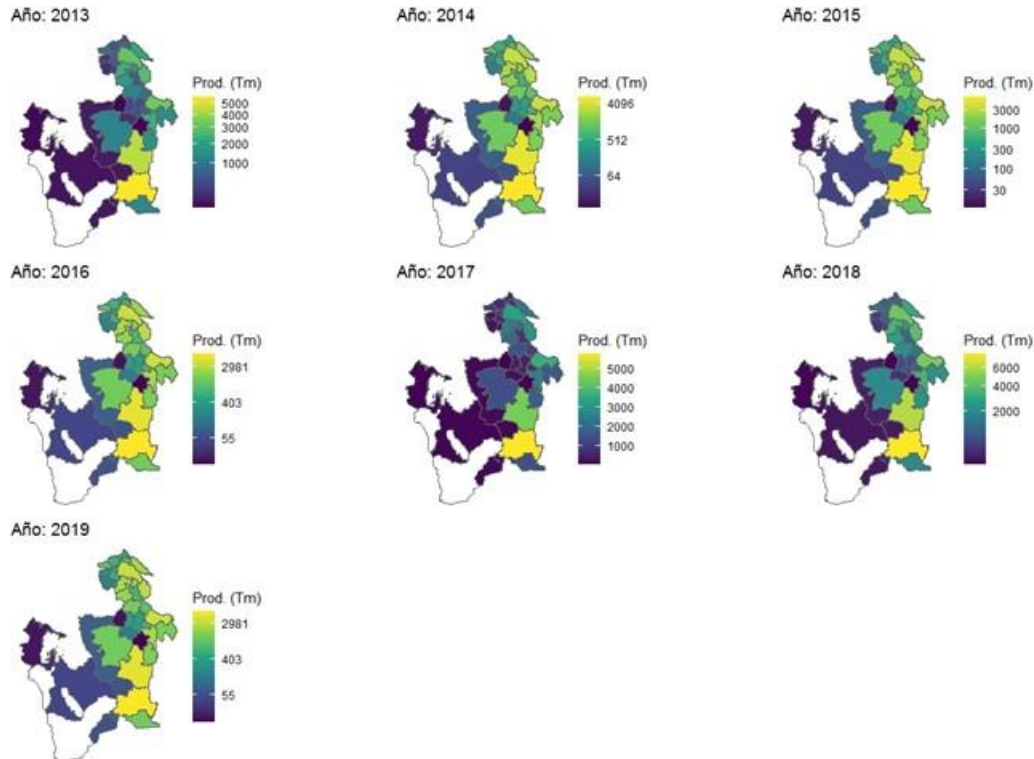 Año: 2013
Prod. (Tm)
5000
4000
3000
2000
1000
Año: 2014
Prod. (Tm)
4096
512
64
Año: 2015
Prod. (Tm)
3000
1000
300
100
30
Año: 2016
Prod. (Tm)
2981
403
55
Año: 2017
Prod. (Tm)
5000
4000
3000
2000
1000
Año: 2018
Prod. (Tm)
6000
4000
2000
Año: 2019
Prod. (Tm)
2981
403
55